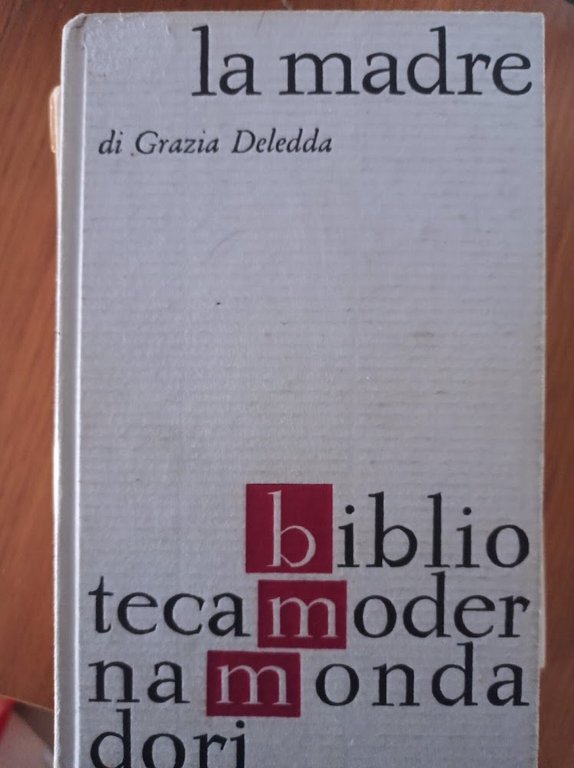 la madre
di Grazia Deledda
biblio
tecamoder
namonda
dori